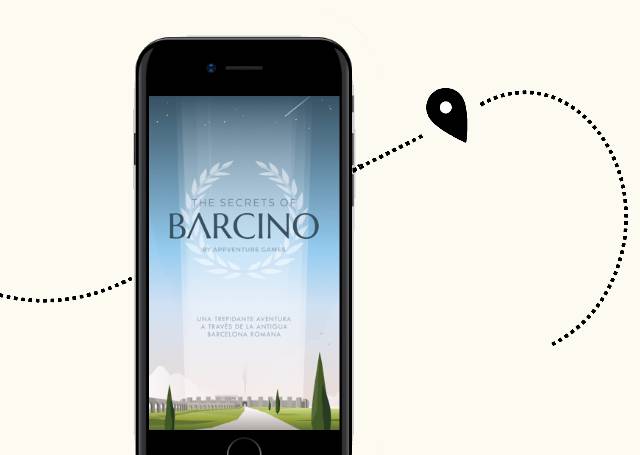 THE SECRETS OF
BARCINO
BY APPVENTURE GAMES
UNA TREPIDANTE AVENTURA
A TRAVÉS DE LA ANTIGUA
BARCELONA ROMANA